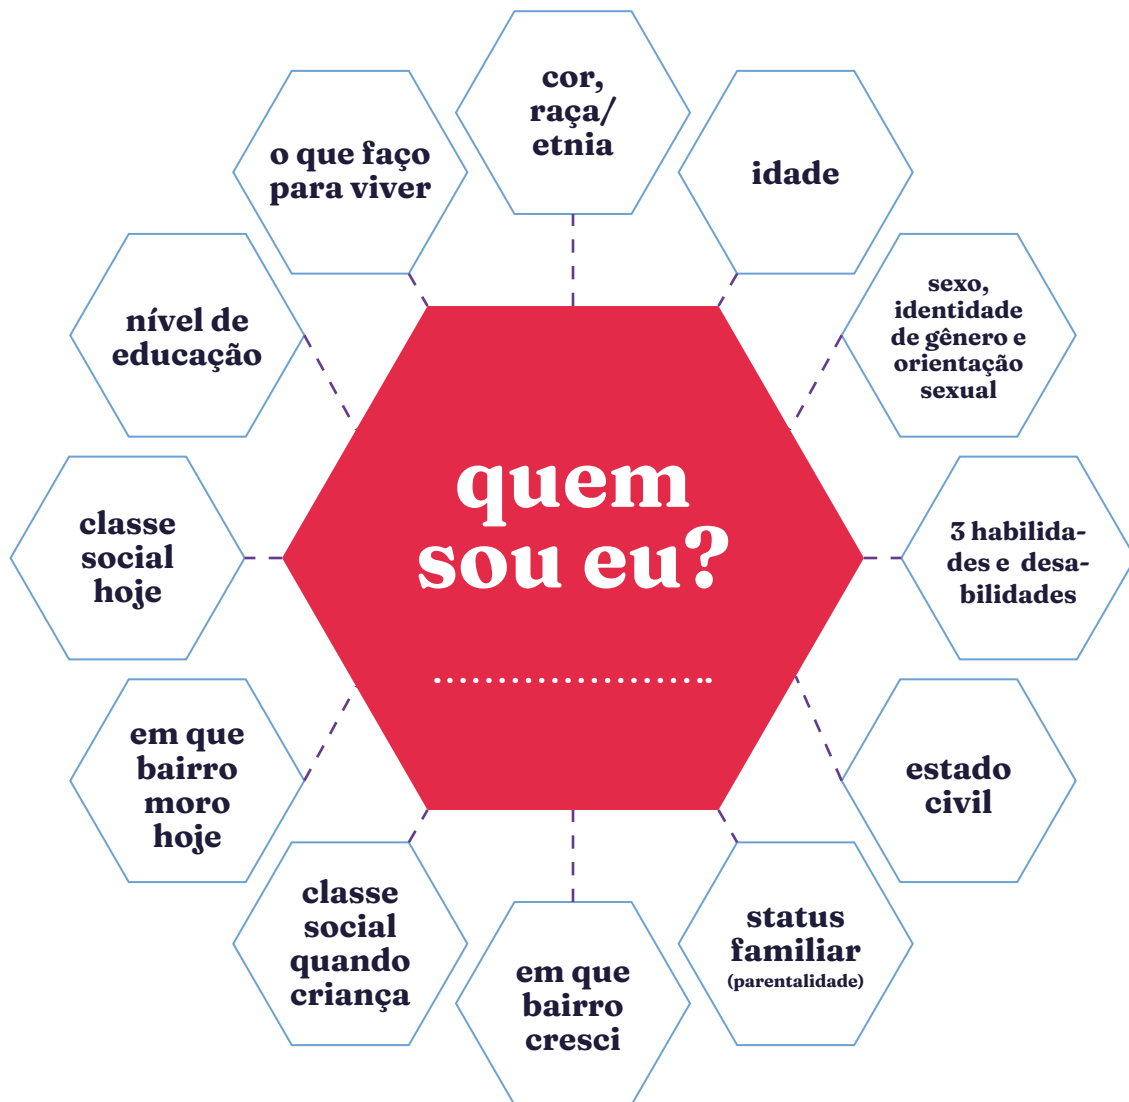 cor,
raça/
etnia
idade
sexo,
identidade
de gênero e
orientação
sexual
3 habilida-
des e desa-
bilidades
estado
civil
status
familiar
(parentalidade)
em que
bairro
cresci
classe
social
quando
criança
em que
bairro
moro
hoje
classe
social
hoje
nível de
educação
o que faço
para viver
quem
sou eu?
......................